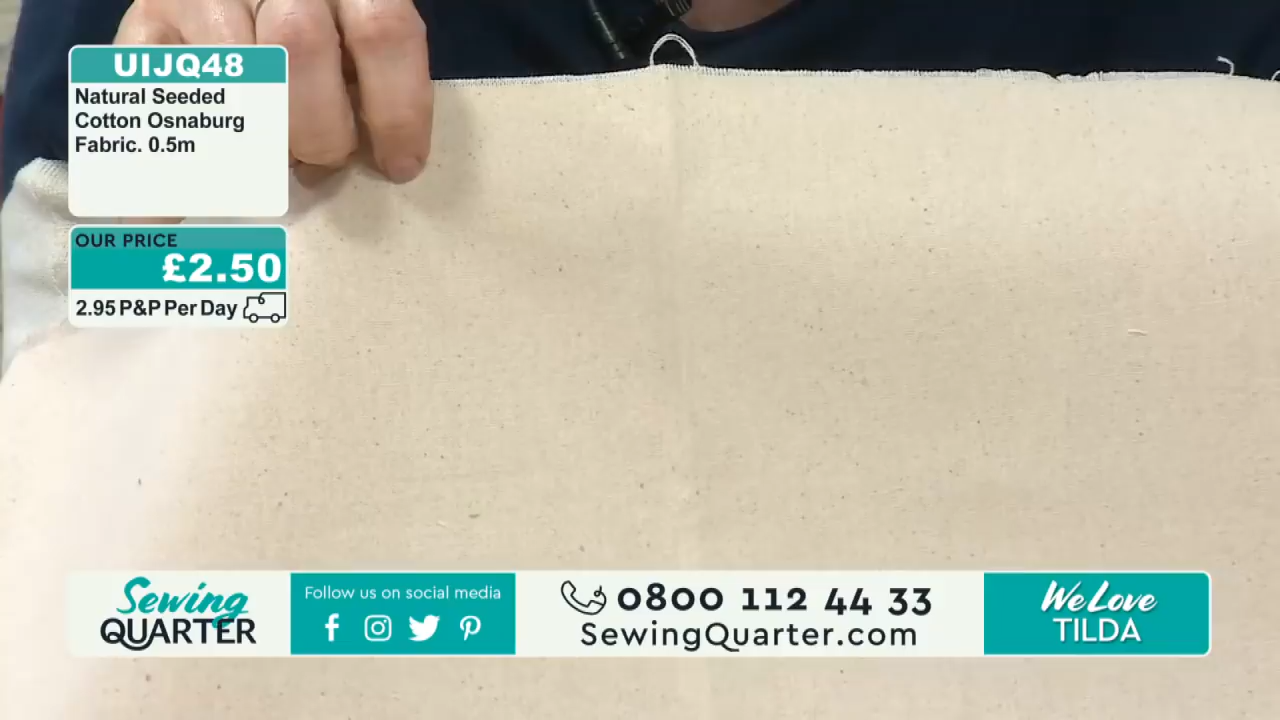 UIJQ48
Natural Seeded
Cotton Osnaburg
Fabric. 0.5m
OUR PRICE
£2.50
2.95 P&P Per Day
Sewing
QUARTER
Follow us on social media
0800 112 44 33
SewingQuarter.com
We Love
TILDA